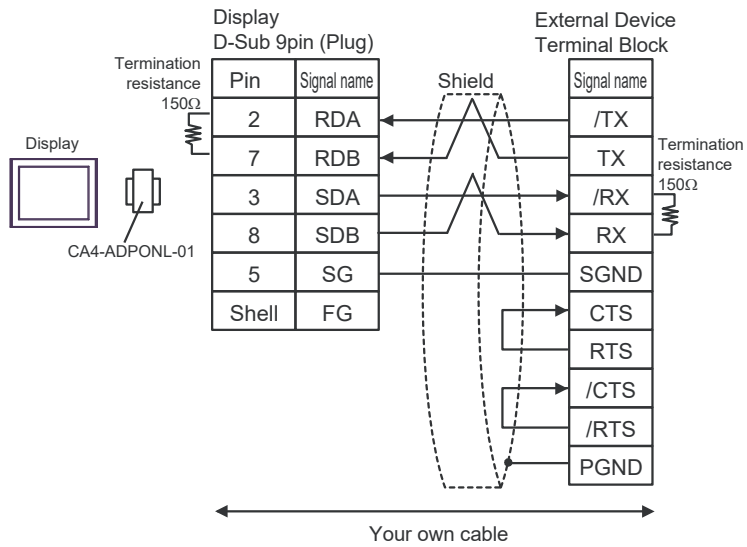 Display
D-Sub 9pin (Plug)
External Device
Terminal Block
Termination
resistance
150Ω
Pin
Signal name
Shield
Signal name
2
RDA
/TX
7
RDB
TX
Termination
resistance
150Ω
Display
3
SDA
/RX
8
SDB
RX
CA4-ADPONL-01
5
SG
SGND
Shell
FG
CTS
RTS
/CTS
/RTS
PGND
Your own cable